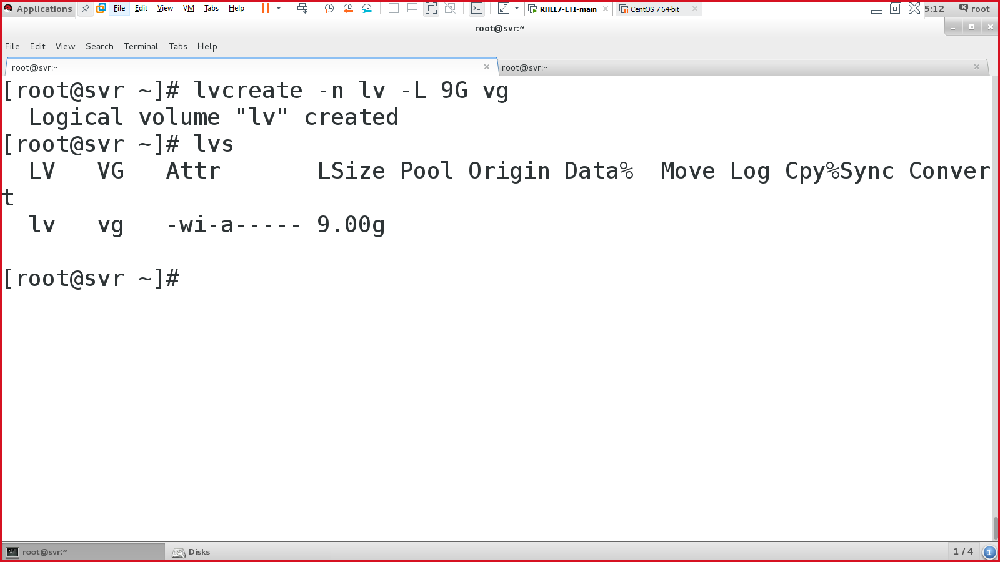 Applications File Edit View VM Tabs Help RHEL7-LTI-main CentOS 7 64-bit 5:12 root
root@svr:~
File Edit View Search Terminal Tabs Help
root@svr:~ root@svr:~
[root@svr ~]# lvcreate -n lv -L 9G vg
  Logical volume "lv" created
[root@svr ~]# lvs
  LV   VG   Attr       LSize Pool Origin Data%  Move Log Cpy%Sync Conver
t
  lv   vg   -wi-a----- 9.00g
[root@svr ~]#
root@svr:~ Disks 1 / 4 1